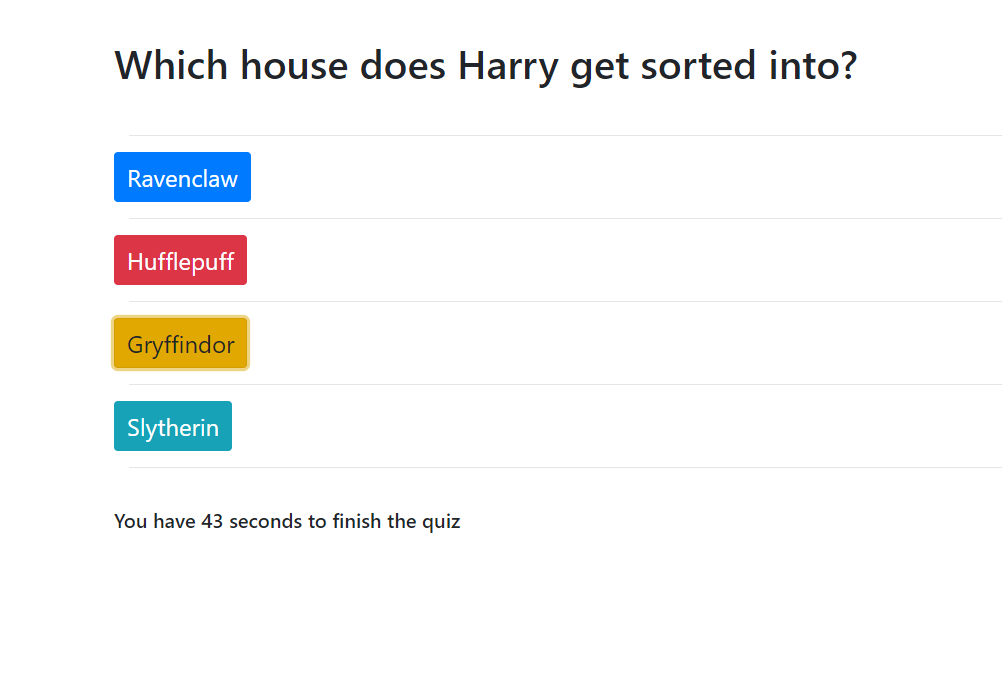 Which house does Harry get sorted into?
Ravenclaw
Hufflepuff
Gryffindor
Slytherin
You have 43 seconds to finish the quiz